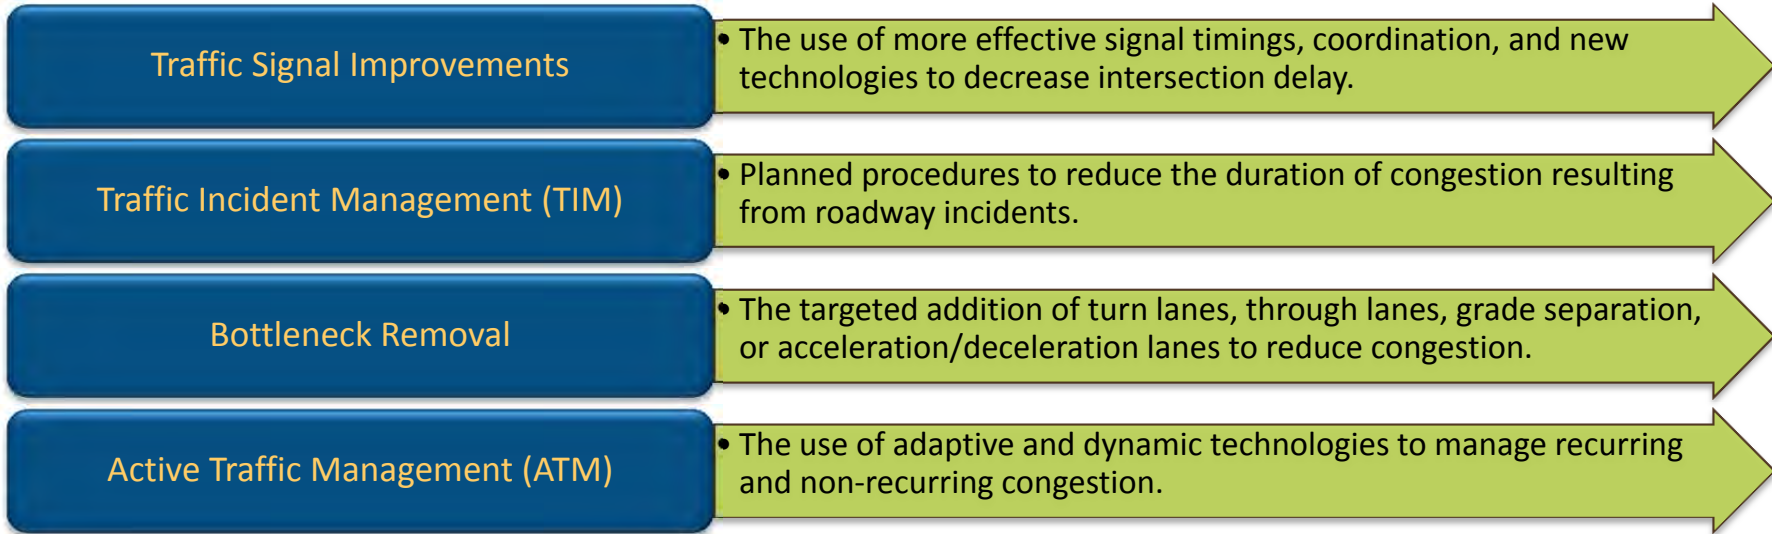 Traffic Signal Improvements
• The use of more effective signal timings, coordination, and new
technologies to decrease intersection delay.
Traffic Incident Management (TIM)
• Planned procedures to reduce the duration of congestion resulting
from roadway incidents.
Bottleneck Removal
• The targeted addition of turn lanes, through lanes, grade separation,
or acceleration/deceleration lanes to reduce congestion.
Active Traffic Management (ATM)
• The use of adaptive and dynamic technologies to manage recurring
and non-recurring congestion.